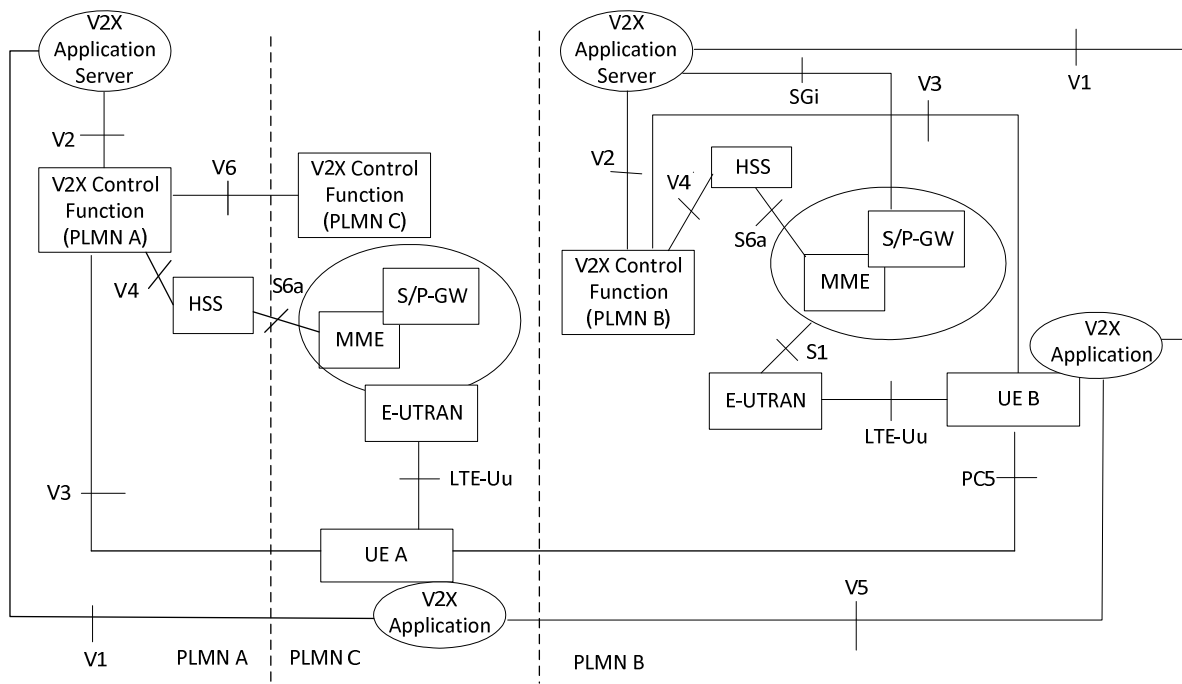 V2X
Application
Server
V2
V2X Control
Function
(PLMN A)
V6
V2X Control
Function
(PLMN C)
V4
HSS
S6a
S/P-GW
MME
E-UTRAN
LTE-Uu
V3
UE A
V2X
Application
V1
PLMN A
PLMN C
V2X
Application
Server
V1
SGi
V3
V2
HSS
V4
S6a
S/P-GW
MME
V2X Control
Function
(PLMN B)
S1
V2X
Application
E-UTRAN
UE B
LTE-Uu
PC5
V5
PLMN B